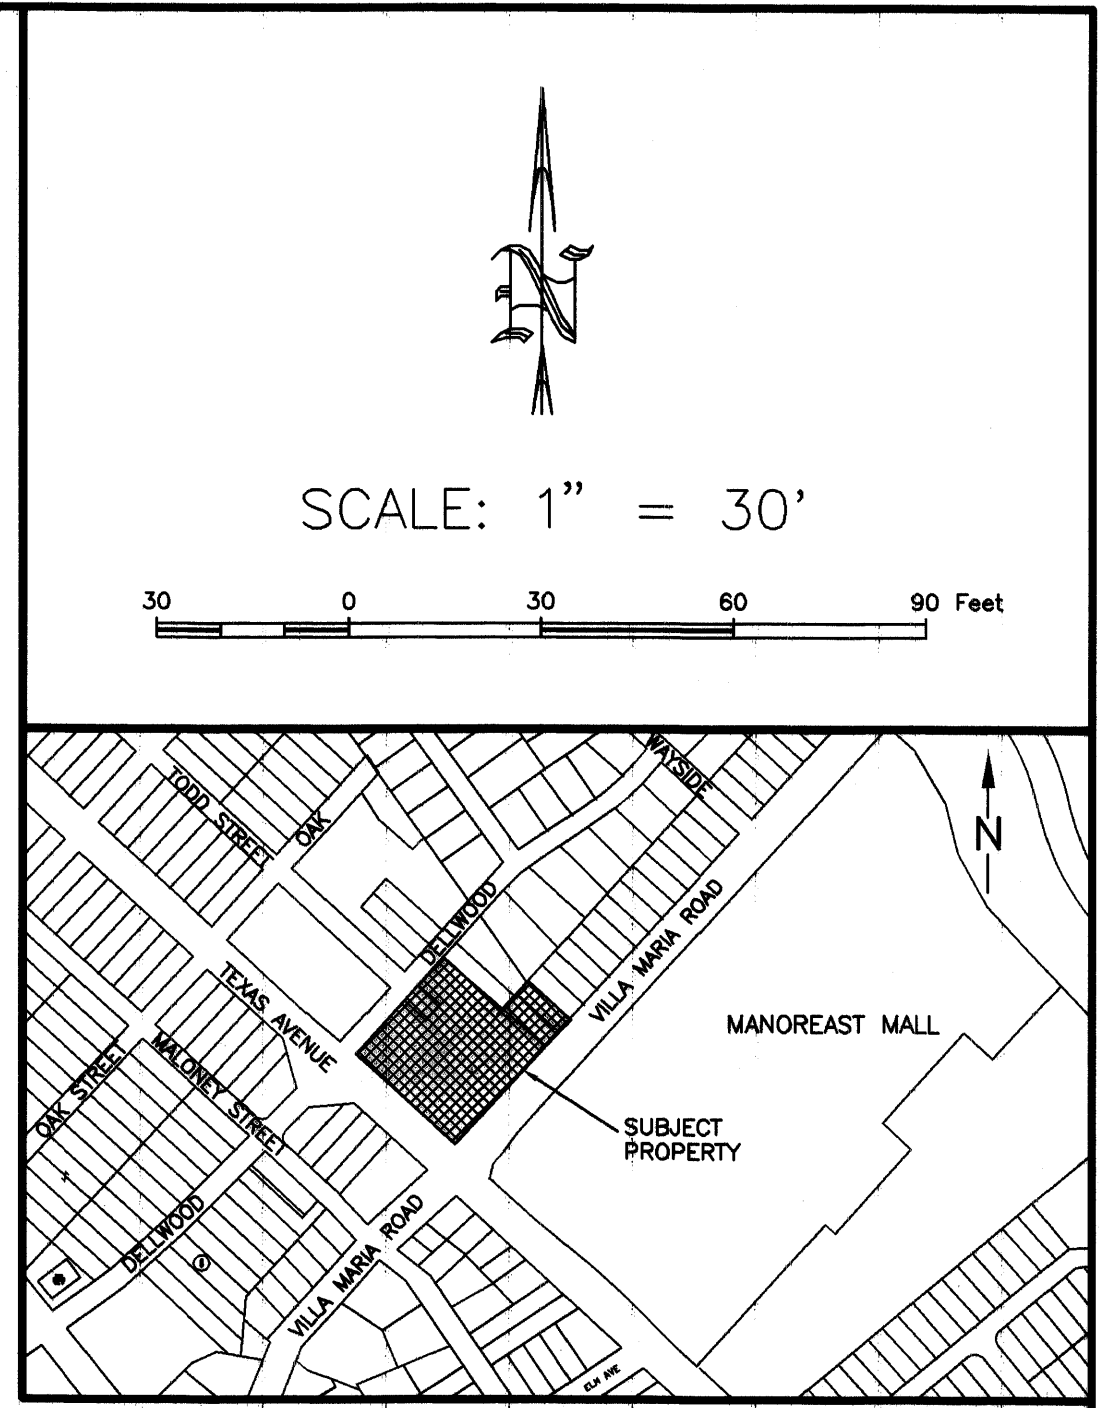 N
SCALE: 1" = 30'
30 0 30 60 90 Feet
WAYSIDE
TODD STREET
OAK
N
DELLWOOD
VILLA MARIA ROAD
TEXAS AVENUE
MANOREAST MALL
MALONEY STREET
OAK STREET
SUBJECT
PROPERTY
DELLWOOD
VILLA MARIA ROAD
ELM AVE